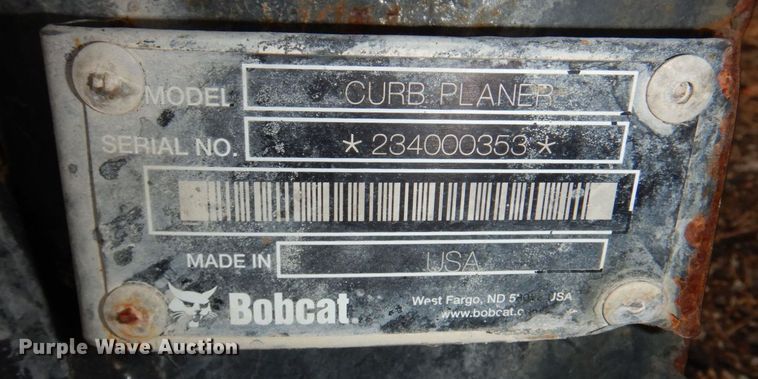 MODEL CURB PLANER
SERIAL NO. *234000353*
MADE IN USA
Bobcat.
West Fargo, ND USA
www.bobcat.c
Purple Wave Auction